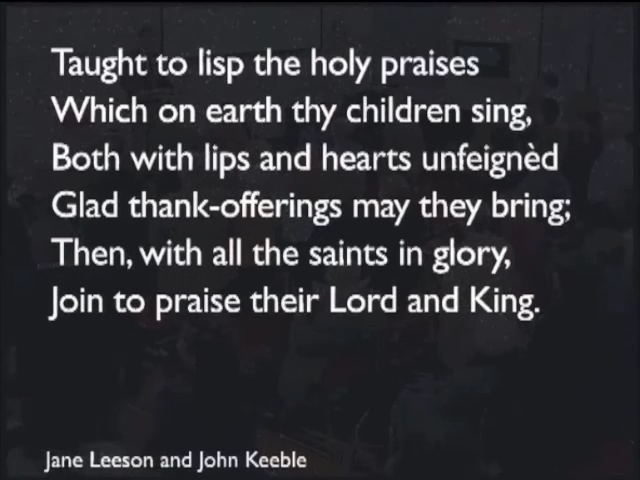 Taught to lisp the holy praises
Which on earth thy children sing,
Both with lips and hearts unfeignèd
Glad thank-offerings may they bring;
Then, with all the saints in glory,
Join to praise their Lord and King.
Jane Leeson and John Keeble